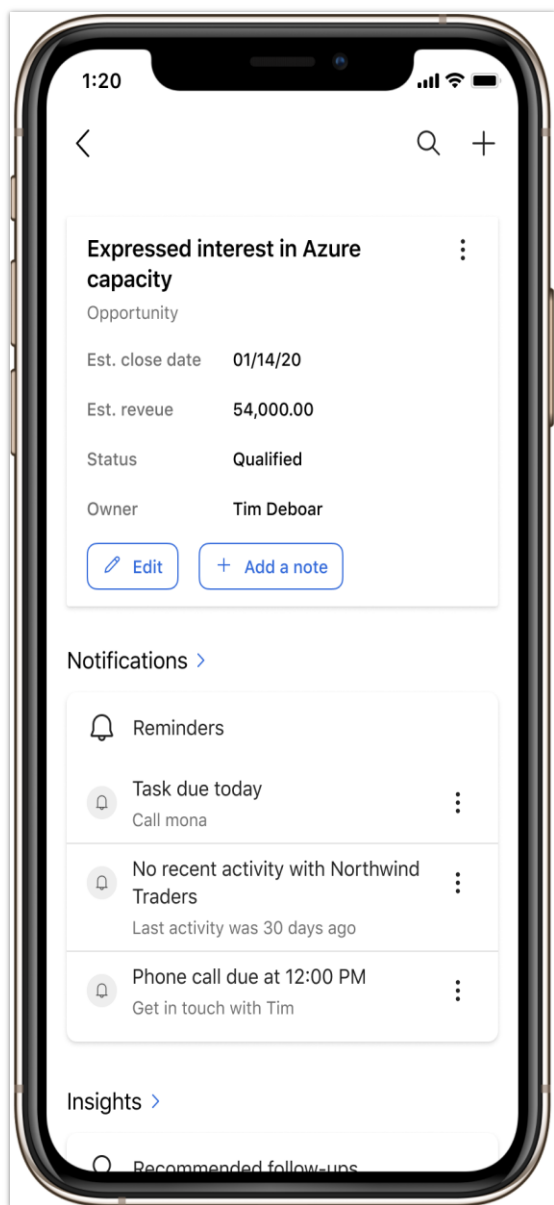 1:20
Expressed interest in Azure
capacity
Opportunity
Est. close date 01/14/20
Est. reveue 54,000.00
Status Qualified
Owner Tim Deboar
Edit + Add a note
Notifications >
Reminders
Task due today
Call mona
No recent activity with Northwind
Traders
Last activity was 30 days ago
Phone call due at 12:00 PM
Get in touch with Tim
Insights >
Recommended follow-ups